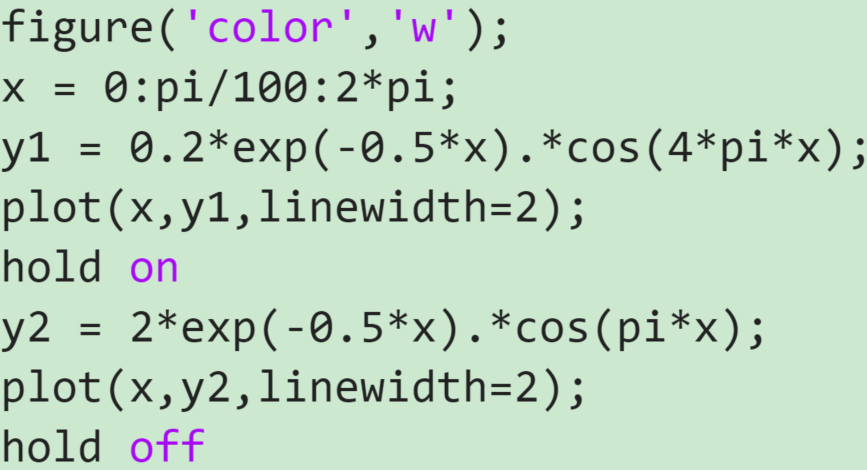 figure('color','w');
x = 0:pi/100:2*pi;
y1 = 0.2*exp(-0.5*x).*cos(4*pi*x);
plot(x,y1,linewidth=2);
hold on
y2 = 2*exp(-0.5*x).*cos(pi*x);
plot(x,y2,linewidth=2);
hold off